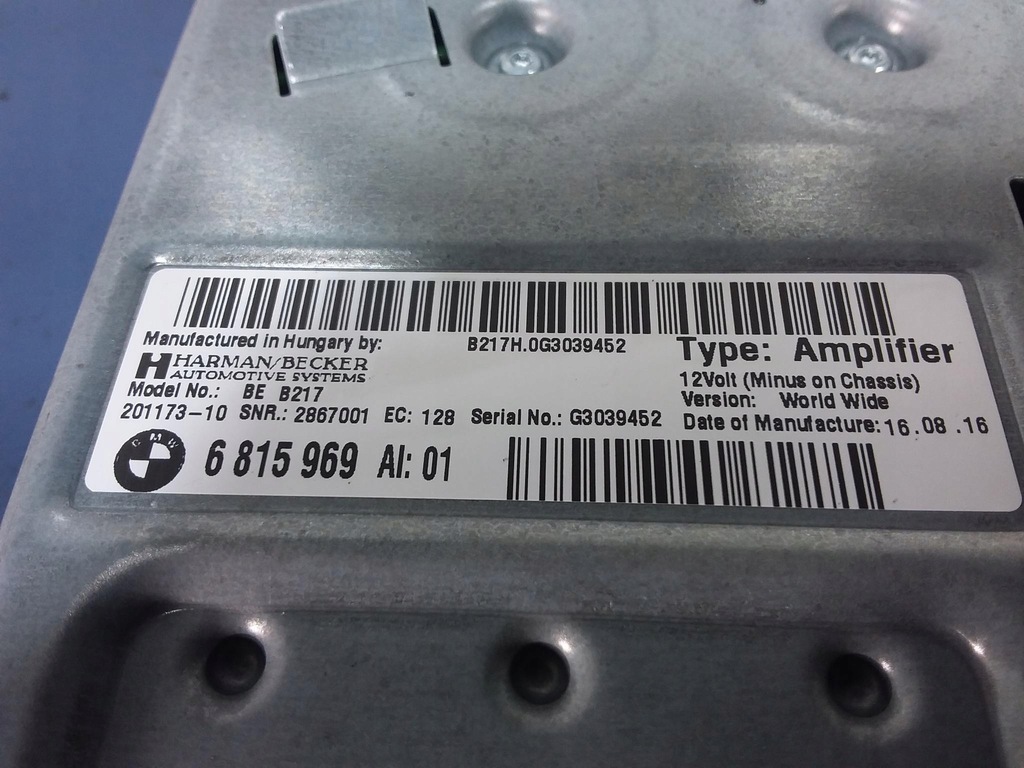 Manufactured in Hungary by:
B217H.0G3039452
Type: Amplifier
HARMAN/BECKER
AUTOMOTIVE SYSTEMS
12Volt (Minus on Chassis)
Model No.: BE B217
Version: World Wide
201173-10 SNR.: 2867001 EC: 128 Serial No.: G3039452
Date of Manufacture: 16.08.16
BMW
6 815 969 AI: 01